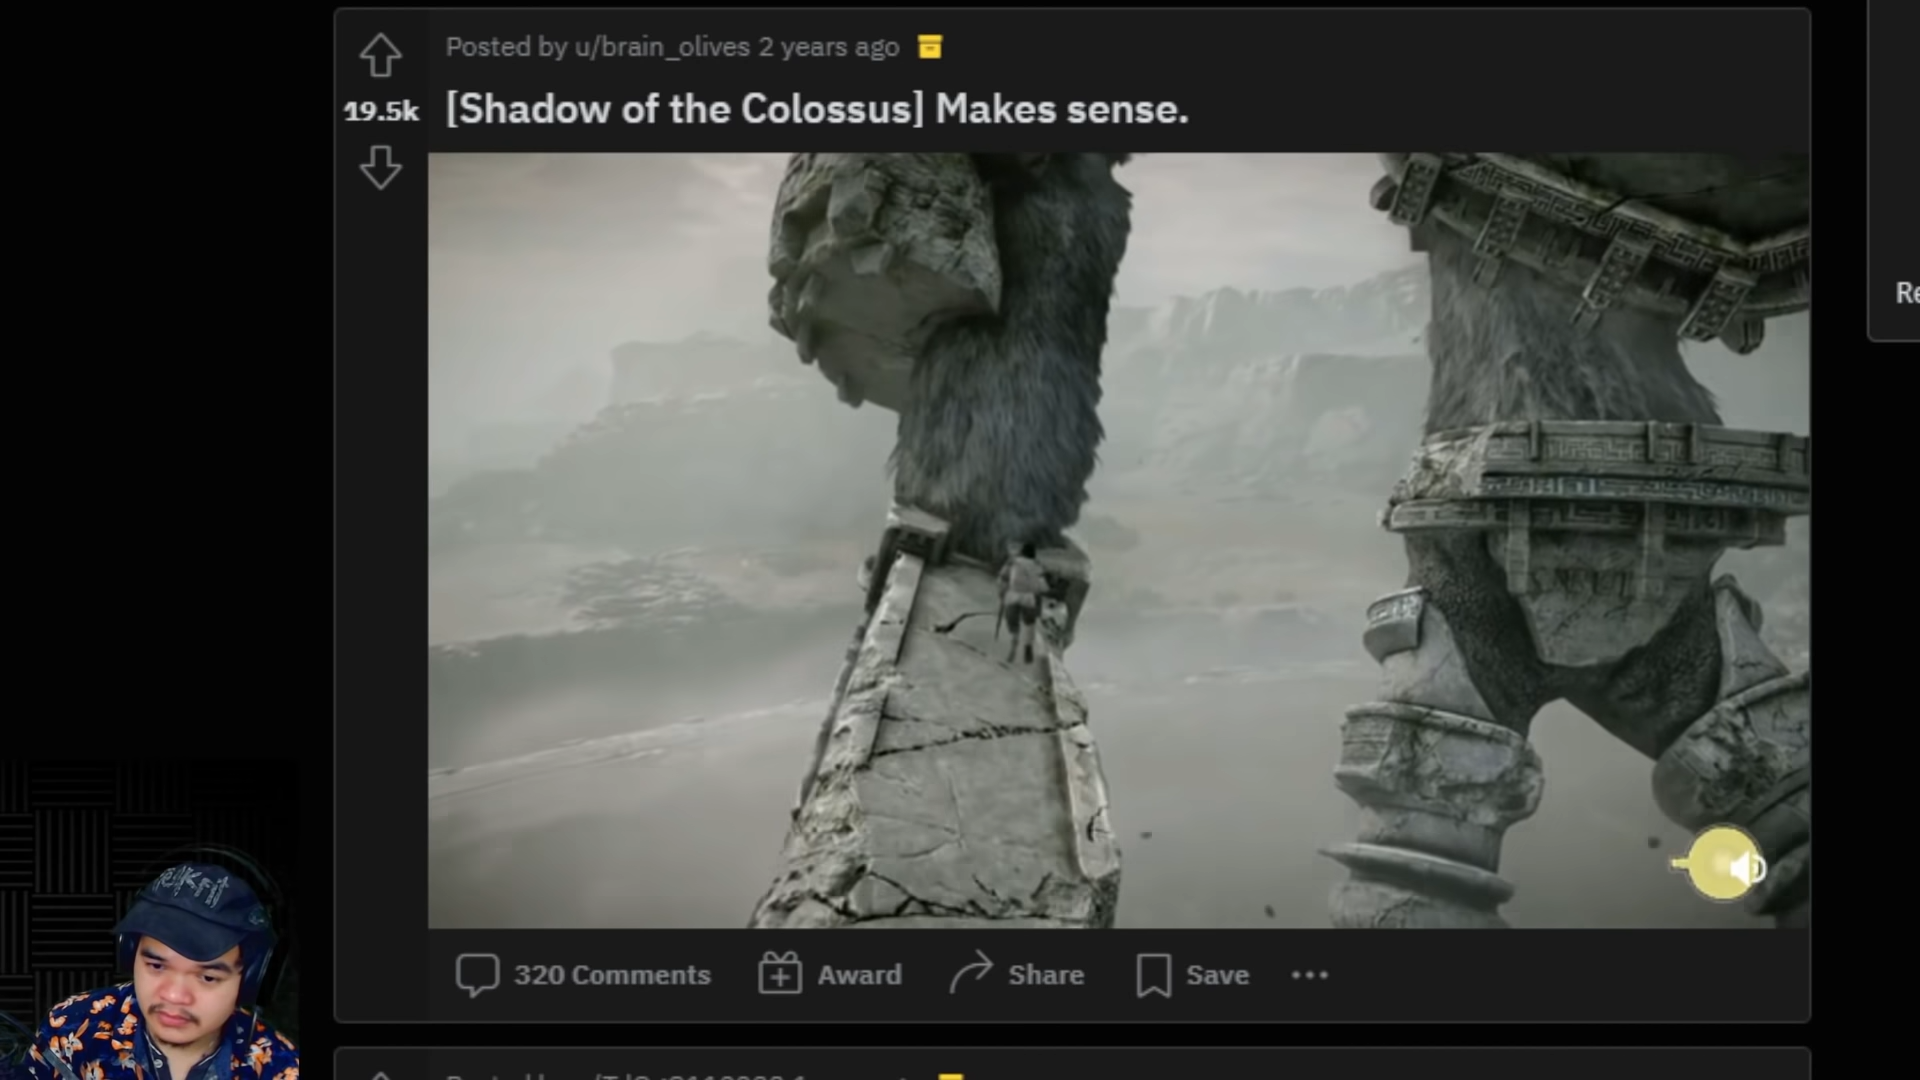 Posted by u/brain_olives 2 years ago
19.5k
[Shadow of the Colossus] Makes sense.
Re
320 Comments
Award
Share
Save